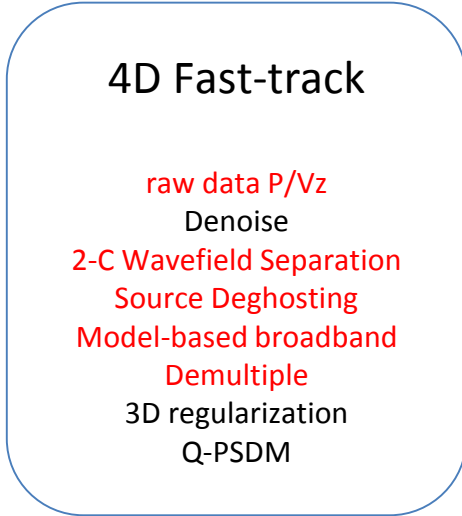 4D Fast-track
raw data P/Vz
Denoise
2-C Wavefield Separation
Source Deghosting
Model-based broadband
Demultiple
3D regularization
Q-PSDM